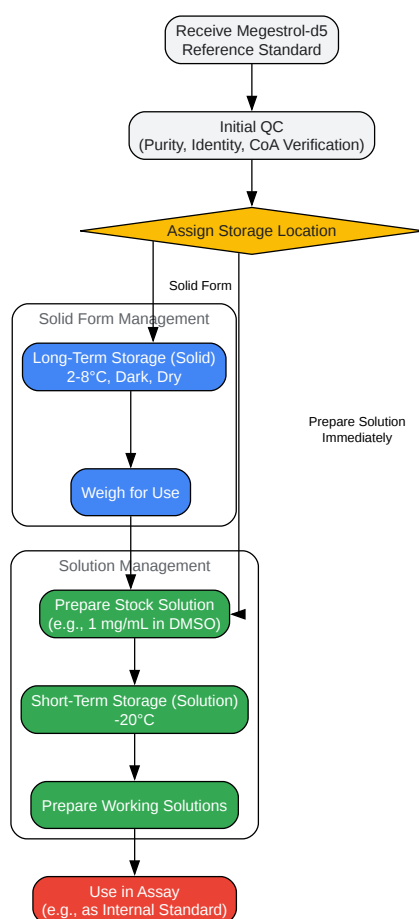 Receive Megestrol-d5
Reference Standard
Initial QC
(Purity, Identity, CoA Verification)
Assign Storage Location
Solid Form
Solid Form Management
Long-Term Storage (Solid)
2-8°C, Dark, Dry
Prepare Solution
Immediately
Weigh for Use
Solution Management
Prepare Stock Solution
(e.g., 1 mg/mL in DMSO)
Short-Term Storage (Solution)
-20°C
Prepare Working Solutions
Use in Assay
(e.g., as Internal Standard)